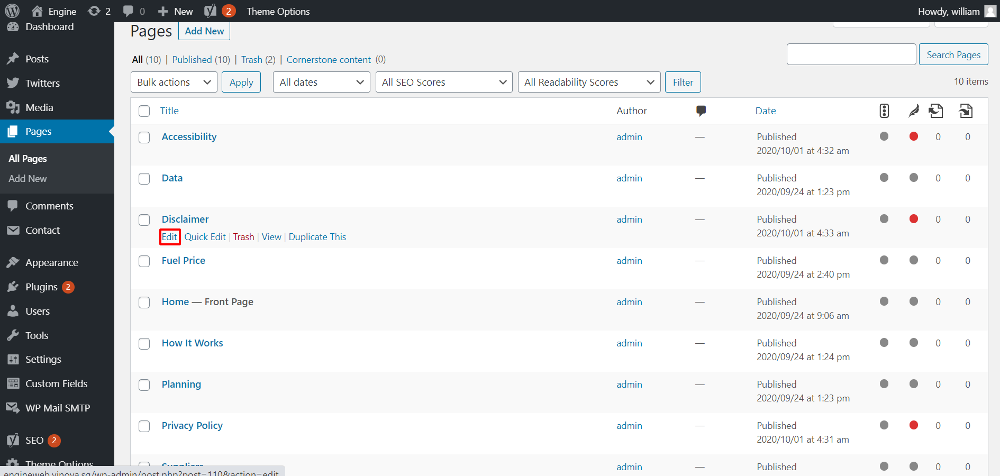 Engine 2 0 New 2 Theme Options Howdy, william
Dashboard
Posts
Twitters
Media
Pages
All Pages
Add New
Comments
Contact
Appearance
Plugins 2
Users
Tools
Settings
Custom Fields
WP Mail SMTP
SEO 2
Theme Options
Pages Add New
All (10) | Published (10) | Trash (2) | Cornerstone content (0)
Search Pages
Bulk actions Apply All dates All SEO Scores All Readability Scores Filter
10 items
Title Author Date
Accessibility admin — Published 0 0
2020/10/01 at 4:32 am
Data admin — Published 0 0
2020/09/24 at 1:23 pm
Disclaimer admin — Published 0 0
2020/10/01 at 4:33 am
Edit Quick Edit | Trash | View | Duplicate This
Fuel Price admin — Published 0 0
2020/09/24 at 2:40 pm
Home — Front Page admin — Published 0 0
2020/09/24 at 9:06 am
How It Works admin — Published 0 0
2020/09/24 at 1:24 pm
Planning admin — Published 0 0
2020/09/24 at 1:23 pm
Privacy Policy admin — Published 0 0
2020/10/01 at 4:31 am
Suppliers admin — Published 0 0
engineweb.vinova.sg/wp-admin/post.php?post=110&action=edit